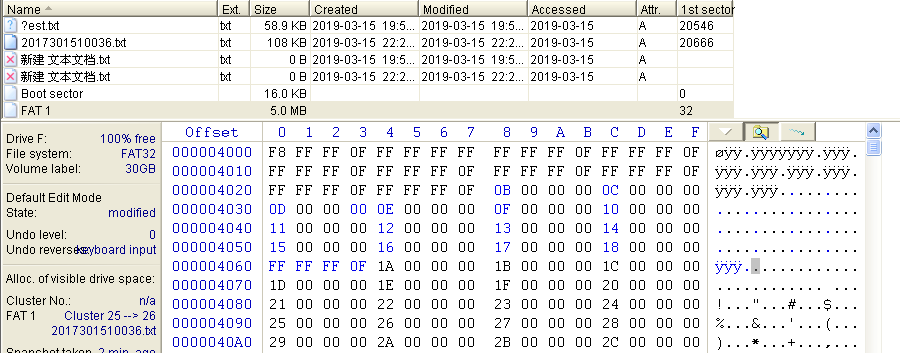 Name Ext. Size Created Modified Accessed Attr. 1st sector
?est.txt txt 58.9 KB 2019-03-15 19:5... 2019-03-15 19:5... 2019-03-15 A 20546
2017301510036.txt txt 108 KB 2019-03-15 22:2... 2019-03-15 22:2... 2019-03-15 A 20666
新建 文本文档.txt txt 0 B 2019-03-15 19:5... 2019-03-15 19:5... 2019-03-15 A
新建 文本文档.txt txt 0 B 2019-03-15 22:2... 2019-03-15 22:2... 2019-03-15 A
Boot sector 16.0 KB 0
FAT 1 5.0 MB 32
Drive F: 100% free
File system: FAT32
Volume label: 30GB
Default Edit Mode
State: modified
Undo level: 0
Undo reverses: keyboard input
Alloc. of visible drive space:
Cluster No.: n/a
FAT 1 Cluster 25 --> 26
2017301510036.txt
Snapshot taken 2 min. ago
Offset 0 1 2 3 4 5 6 7 8 9 A B C D E F
000004000 F8 FF FF 0F FF FF FF FF FF FF FF 0F FF FF FF 0F øÿÿ.ÿÿÿÿÿÿÿ.ÿÿÿ.
000004010 FF FF FF 0F FF FF FF 0F FF FF FF 0F FF FF FF 0F ÿÿÿ.ÿÿÿ.ÿÿÿ.ÿÿÿ.
000004020 FF FF FF 0F FF FF FF 0F 0B 00 00 00 0C 00 00 00 ÿÿÿ.ÿÿÿ.........
000004030 0D 00 00 00 0E 00 00 00 0F 00 00 00 10 00 00 00 ................
000004040 11 00 00 00 12 00 00 00 13 00 00 00 14 00 00 00 ................
000004050 15 00 00 00 16 00 00 00 17 00 00 00 18 00 00 00 ................
000004060 FF FF FF 0F 1A 00 00 00 1B 00 00 00 1C 00 00 00 ÿÿÿ.............
000004070 1D 00 00 00 1E 00 00 00 1F 00 00 00 20 00 00 00 ............ ...
000004080 21 00 00 00 22 00 00 00 23 00 00 00 24 00 00 00 !..."...#...$...
000004090 25 00 00 00 26 00 00 00 27 00 00 00 28 00 00 00 %...&...'...(...
0000040A0 29 00 00 00 2A 00 00 00 2B 00 00 00 2C 00 00 00 )...*...+...,...